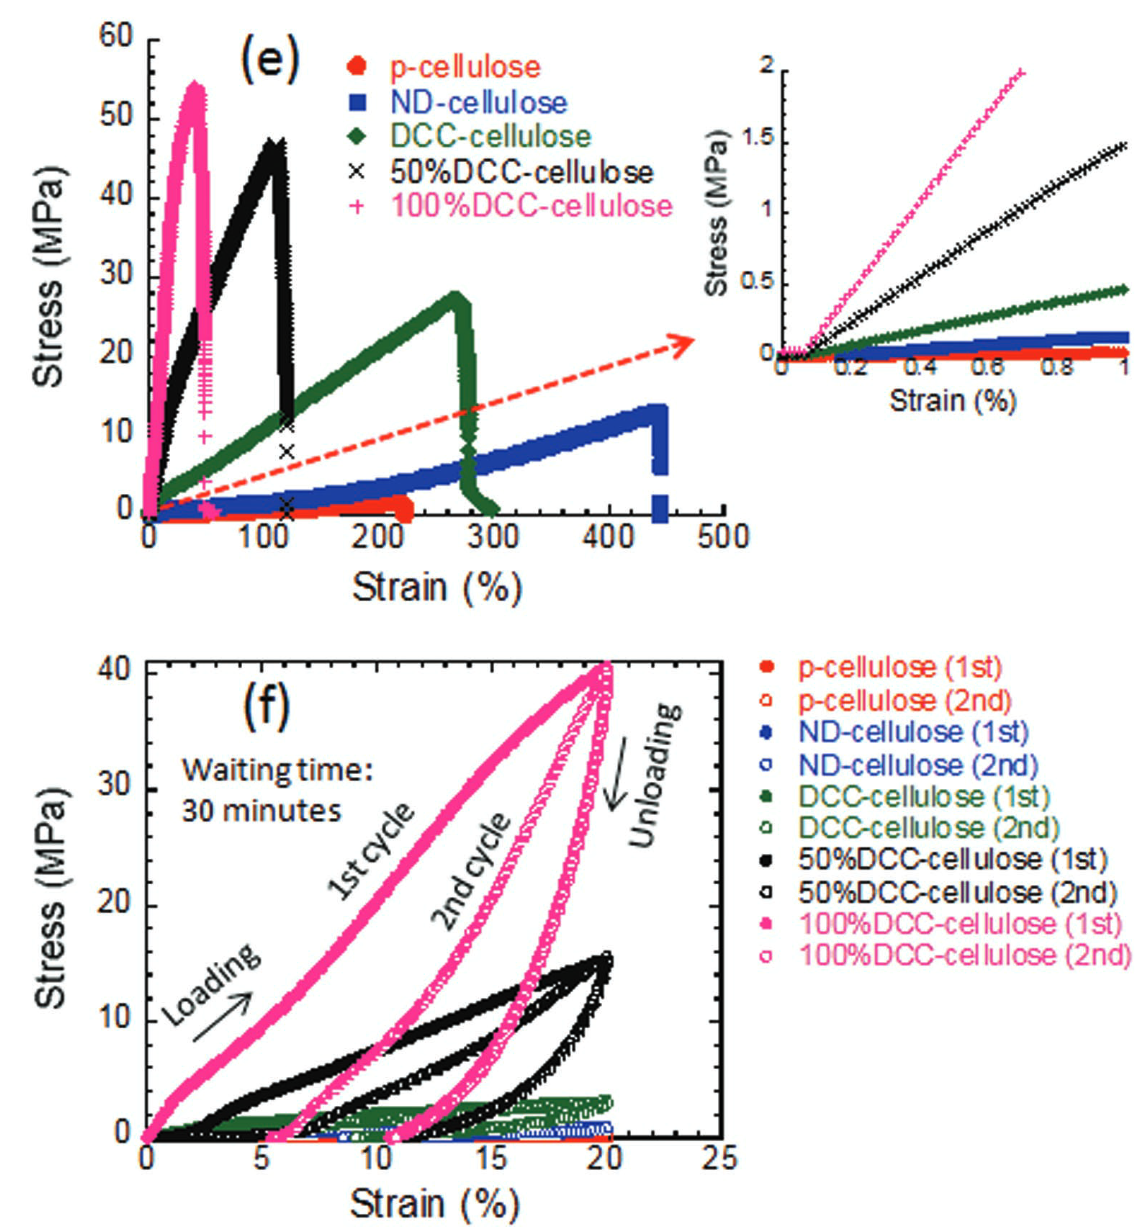 (e)
60
50
40
30
20
10
0
Stress (MPa)
p-cellulose
ND-cellulose
DCC-cellulose
50%DCC-cellulose
100%DCC-cellulose
0 100 200 300 400 500
Strain (%)
2
1.5
1
0.5
0
Stress (MPa)
0 0.2 0.4 0.6 0.8 1
Strain (%)
(f)
40
30
20
10
0
Stress (MPa)
Waiting time:
30 minutes
Loading
1st cycle
2nd cycle
Unloading
0 5 10 15 20 25
Strain (%)
p-cellulose (1st)
p-cellulose (2nd)
ND-cellulose (1st)
ND-cellulose (2nd)
DCC-cellulose (1st)
DCC-cellulose (2nd)
50%DCC-cellulose (1st)
50%DCC-cellulose (2nd)
100%DCC-cellulose (1st)
100%DCC-cellulose (2nd)